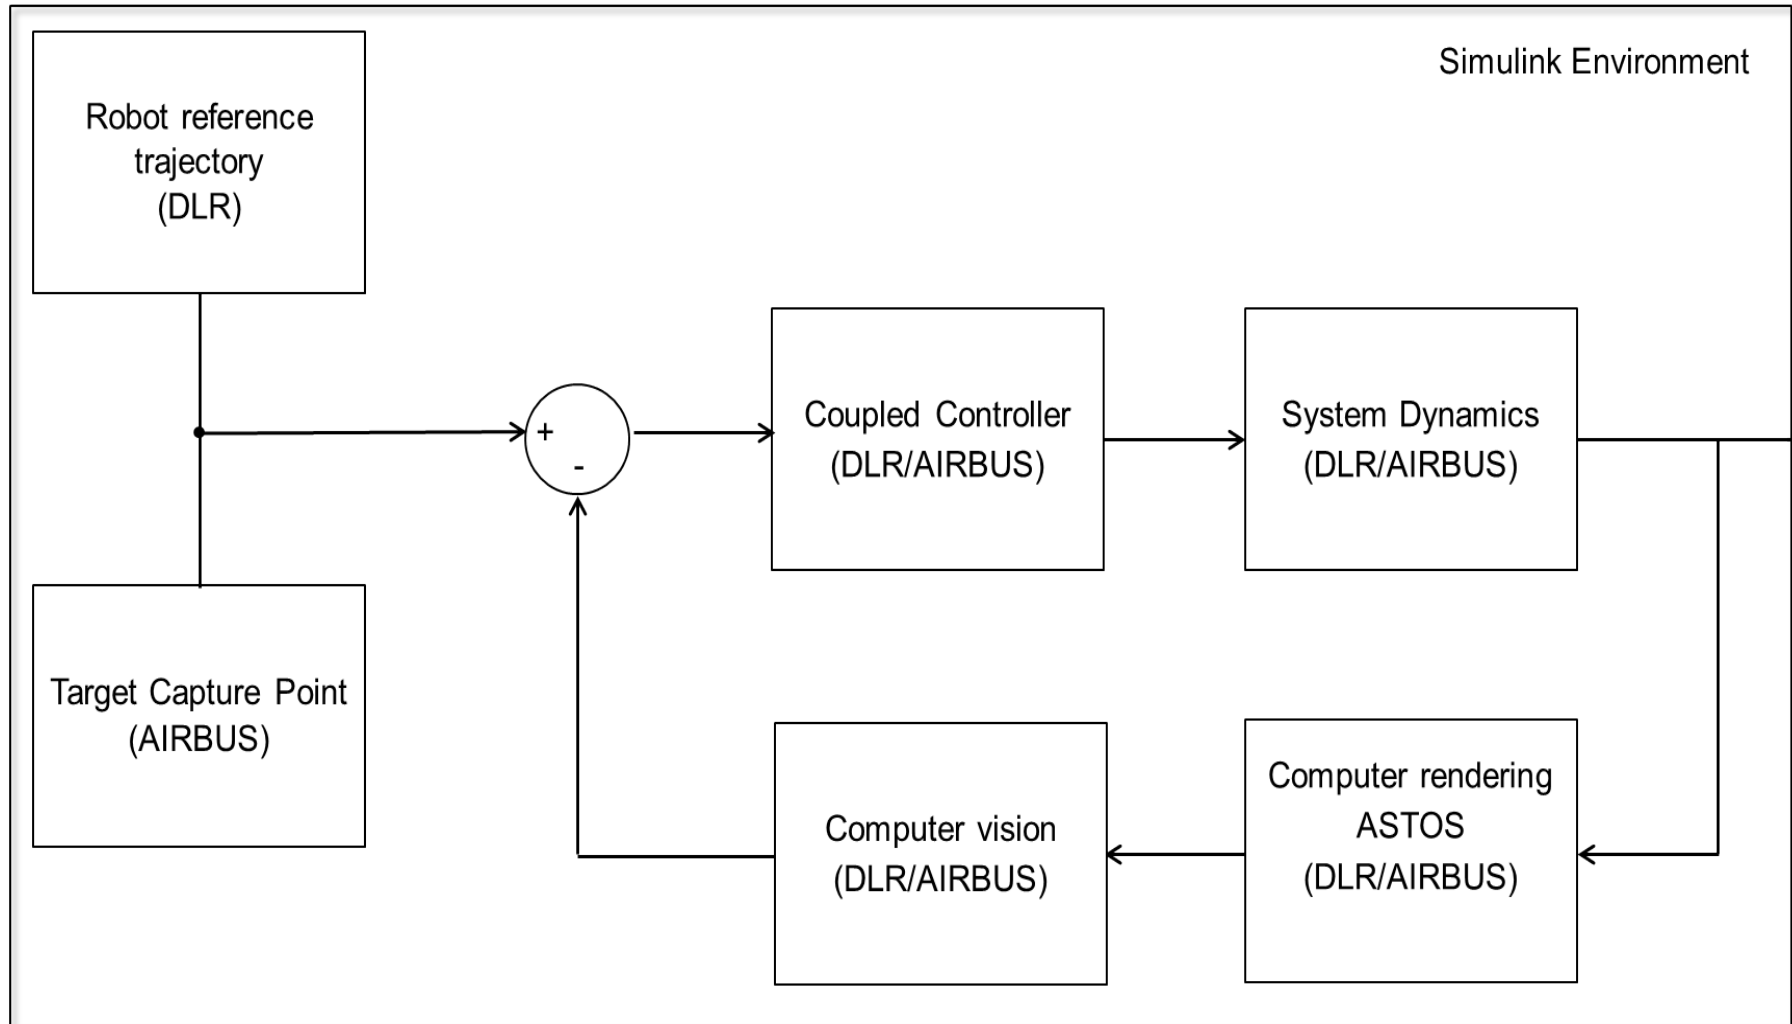 Simulink Environment
Robot reference
trajectory
(DLR)
+
-
Coupled Controller
(DLR/AIRBUS)
System Dynamics
(DLR/AIRBUS)
Target Capture Point
(AIRBUS)
Computer vision
(DLR/AIRBUS)
Computer rendering
ASTOS
(DLR/AIRBUS)